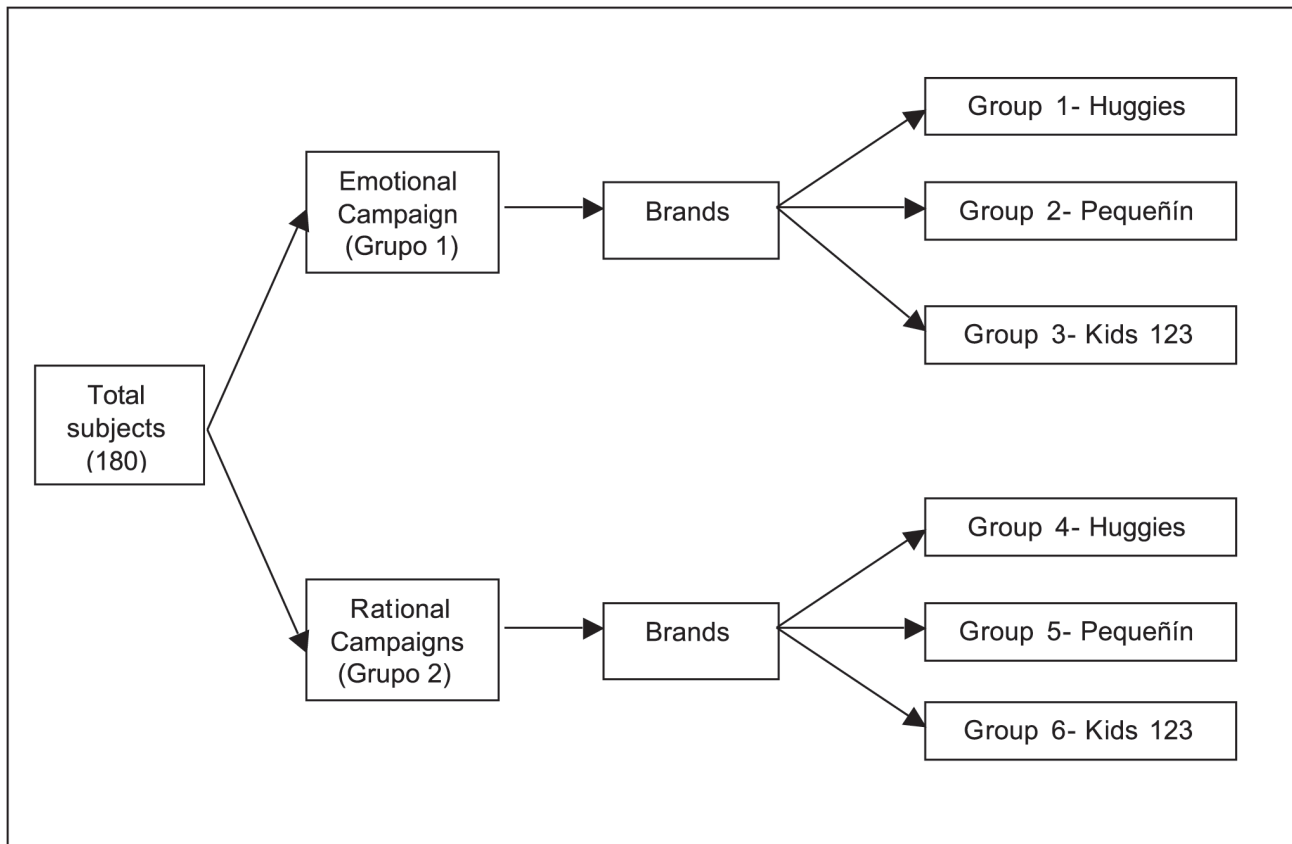 Total
subjects
(180)
Emotional
Campaign
(Grupo 1)
Brands
Group 1- Huggies
Group 2- Pequeñín
Group 3- Kids 123
Rational
Campaigns
(Grupo 2)
Brands
Group 4- Huggies
Group 5- Pequeñín
Group 6- Kids 123